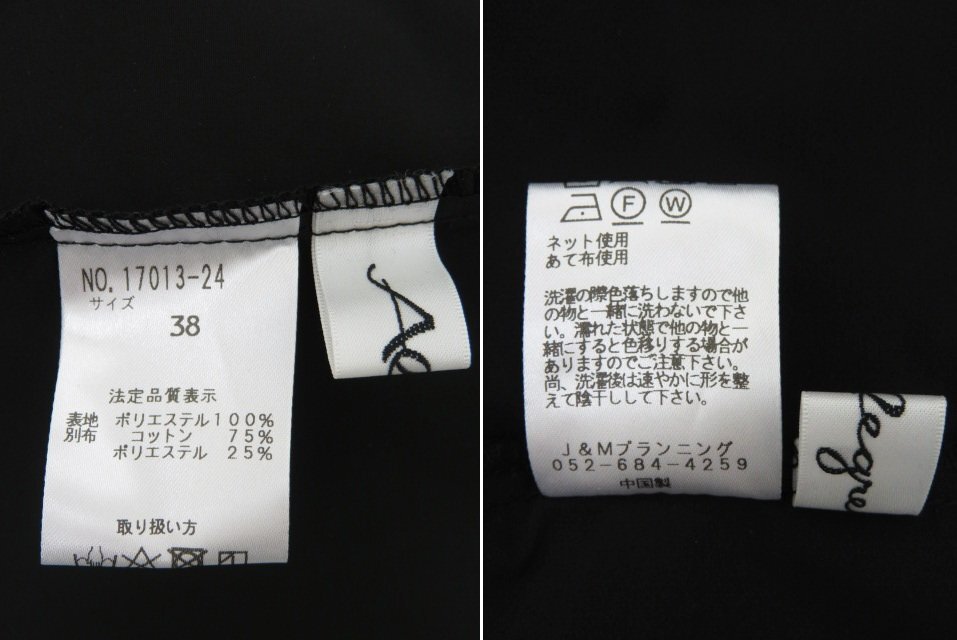 NO. 17013-24
サイズ
38
法定品質表示
表地 ポリエステル100%
別布 コットン 75%
ポリエステル 25%
取り扱い方
F W
ネット使用
あて布使用
洗濯の際色落ちしますので他
の物と一緒に洗わないで下さ
い。濡れた状態で他の物と一
緒にすると色移りする場合が
ありますのでご注意下さい。
尚、洗濯後は速やかに形を整
えて陰干しして下さい。
J&Mプランニング
052-684-4259
中国製